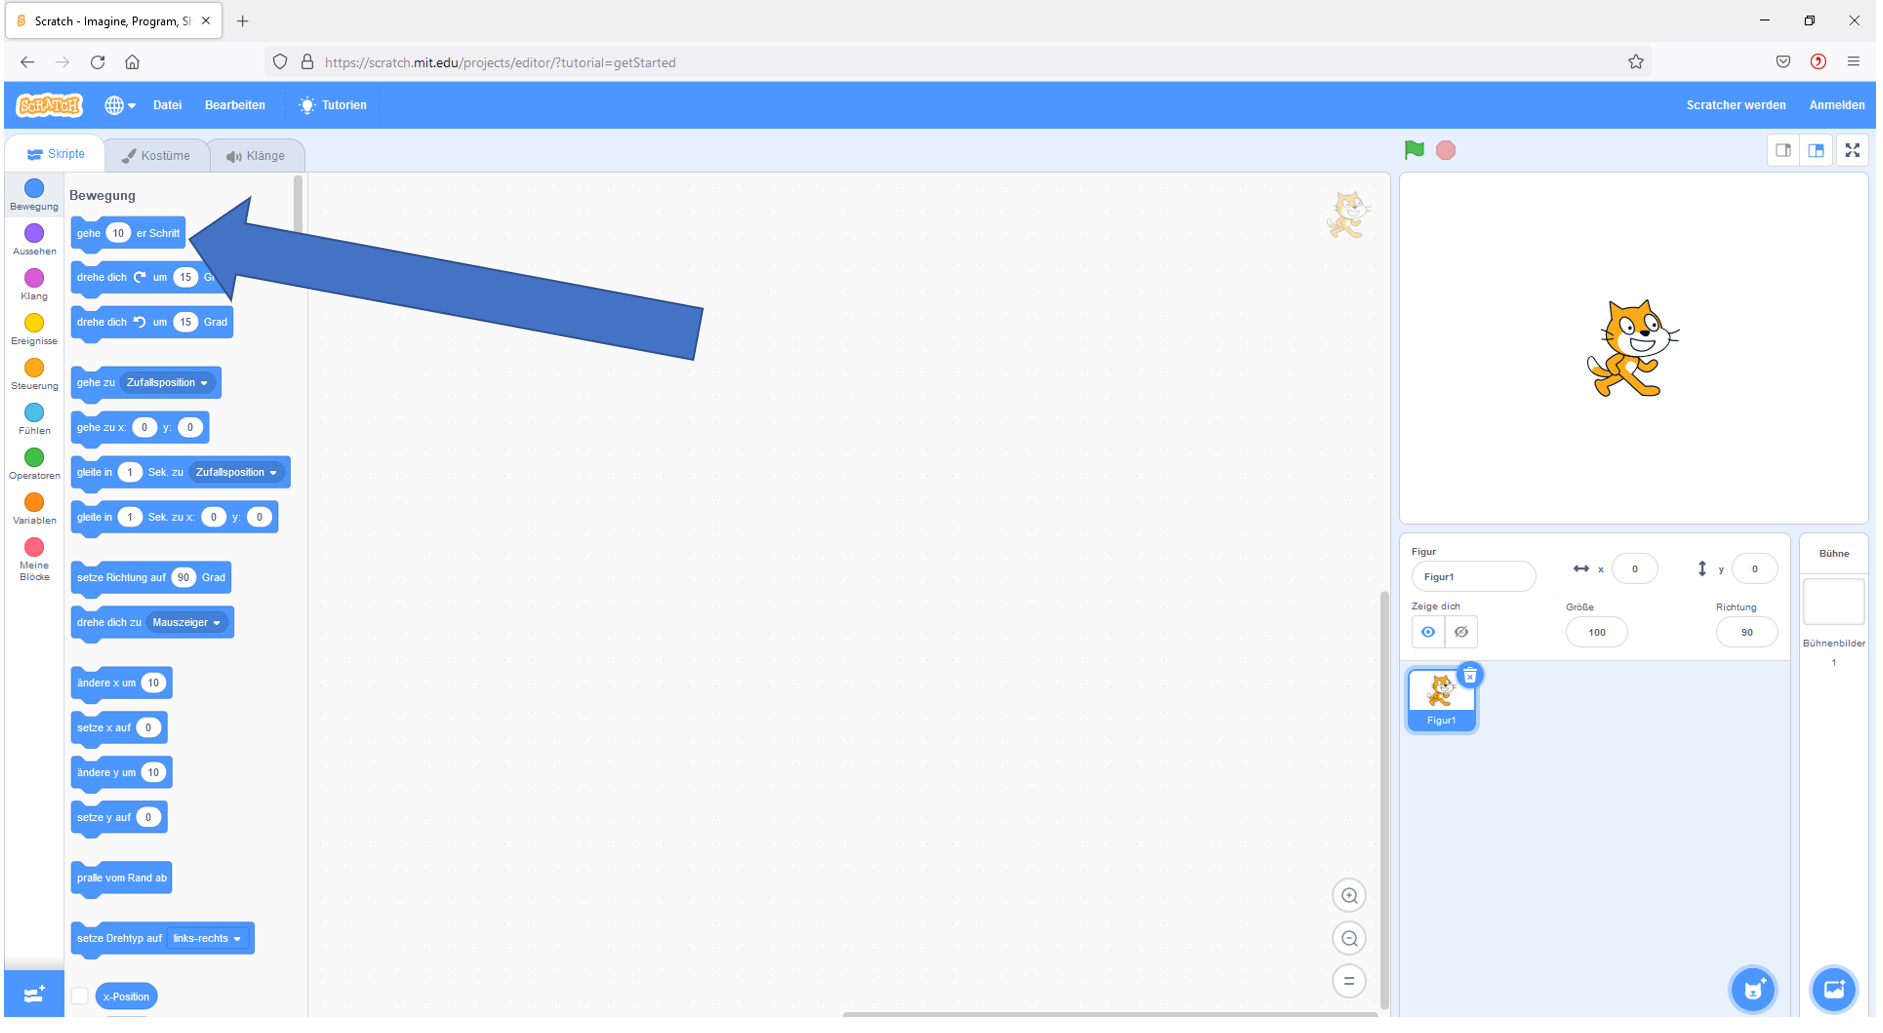 Scratch - Imagine, Program, Sh
https://scratch.mit.edu/projects/editor/?tutorial=getStarted
SCRATCH Datei Bearbeiten Tutorien Scratcher werden Anmelden
Skripte Kostüme Klänge
Bewegung
Aussehen
Klang
Ereignisse
Steuerung
Fühlen
Operatoren
Variablen
Meine
Blöcke
Bewegung
gehe 10 er Schritt
drehe dich um 15 Gr
drehe dich um 15 Grad
gehe zu Zufallsposition
gehe zu x: 0 y: 0
gleite in 1 Sek. zu Zufallsposition
gleite in 1 Sek. zu x: 0 y: 0
setze Richtung auf 90 Grad
drehe dich zu Mauszeiger
ändere x um 10
setze x auf 0
ändere y um 10
setze y auf 0
pralle vom Rand ab
setze Drehtyp auf links-rechts
x-Position
Figur
Figur1
x 0 y 0
Zeige dich Größe Richtung
100 90
Figur1
Bühne
Bühnenbilder
1